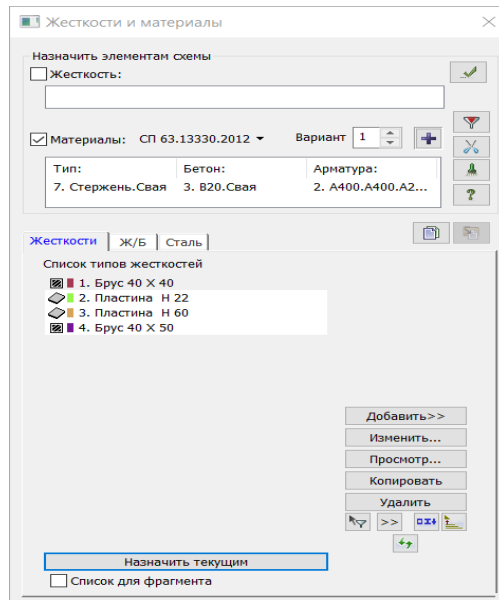 Жесткости и материалы
Назначить элементам схемы
Жесткость:
Материалы: СП 63.13330.2012 Вариант 1
Тип: Бетон: Арматура:
7. Стержень.Свая 3. В20.Свая 2. А400.А400.А2...
Жесткости Ж/Б Сталь
Список типов жесткостей
1. Брус 40 X 40
2. Пластина H 22
3. Пластина H 60
4. Брус 40 X 50
Добавить>>
Изменить...
Просмотр...
Копировать
Удалить
>>
Назначить текущим
Список для фрагмента